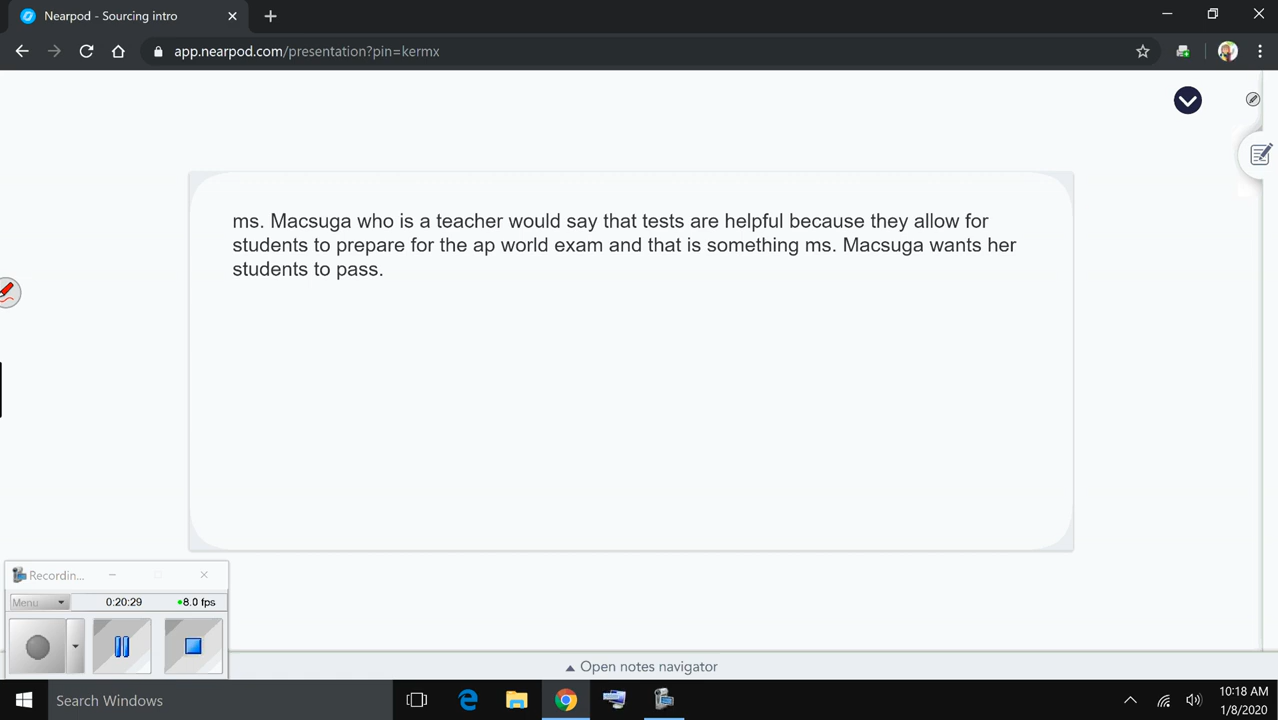 Nearpod - Sourcing intro
app.nearpod.com/presentation?pin=kermx
ms. Macsuga who is a teacher would say that tests are helpful because they allow for
students to prepare for the ap world exam and that is something ms. Macsuga wants her
students to pass.
Recordin...
Menu
0:20:29
8.0 fps
Open notes navigator
Search Windows
10:18 AM
1/8/2020